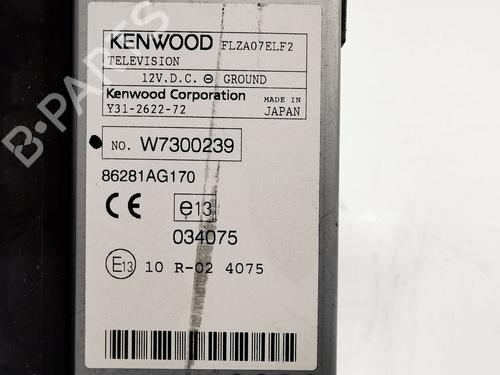 KENWOOD FLZA07ELF2
TELEVISION
12V.D.C. ⊖ GROUND
Kenwood Corporation
Y31-2622-72
MADE IN
JAPAN
NO. W7300239
86281AG170
CE e13
034075
E13 10 R-02 4075
B-PARTS